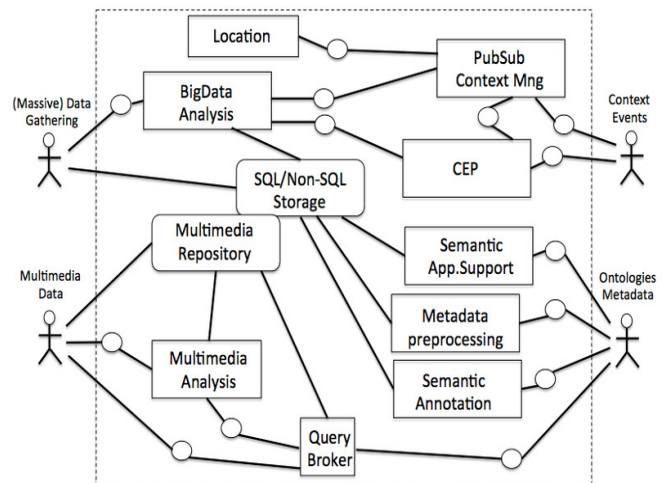 Location
PubSub
Context Mng
(Massive) Data
Gathering
BigData
Analysis
Context
Events
CEP
SQL/Non-SQL
Storage
Multimedia
Repository
Semantic
App.Support
Multimedia
Data
Ontologies
Metadata
Metadata
preprocessing
Multimedia
Analysis
Semantic
Annotation
Query
Broker